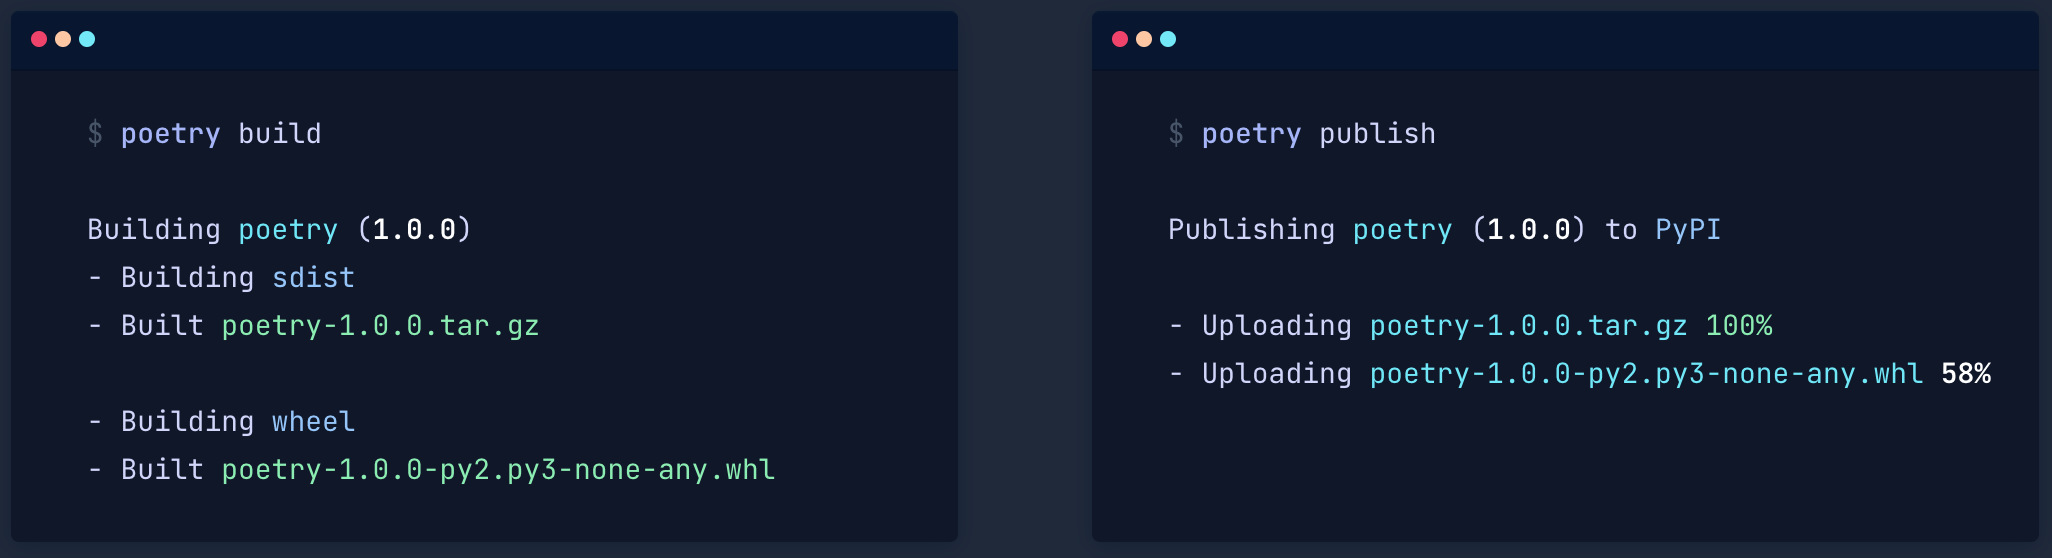 $ poetry build
Building poetry (1.0.0)
- Building sdist
- Built poetry-1.0.0.tar.gz
- Building wheel
- Built poetry-1.0.0-py2.py3-none-any.whl
$ poetry publish
Publishing poetry (1.0.0) to PyPI
- Uploading poetry-1.0.0.tar.gz 100%
- Uploading poetry-1.0.0-py2.py3-none-any.whl 58%